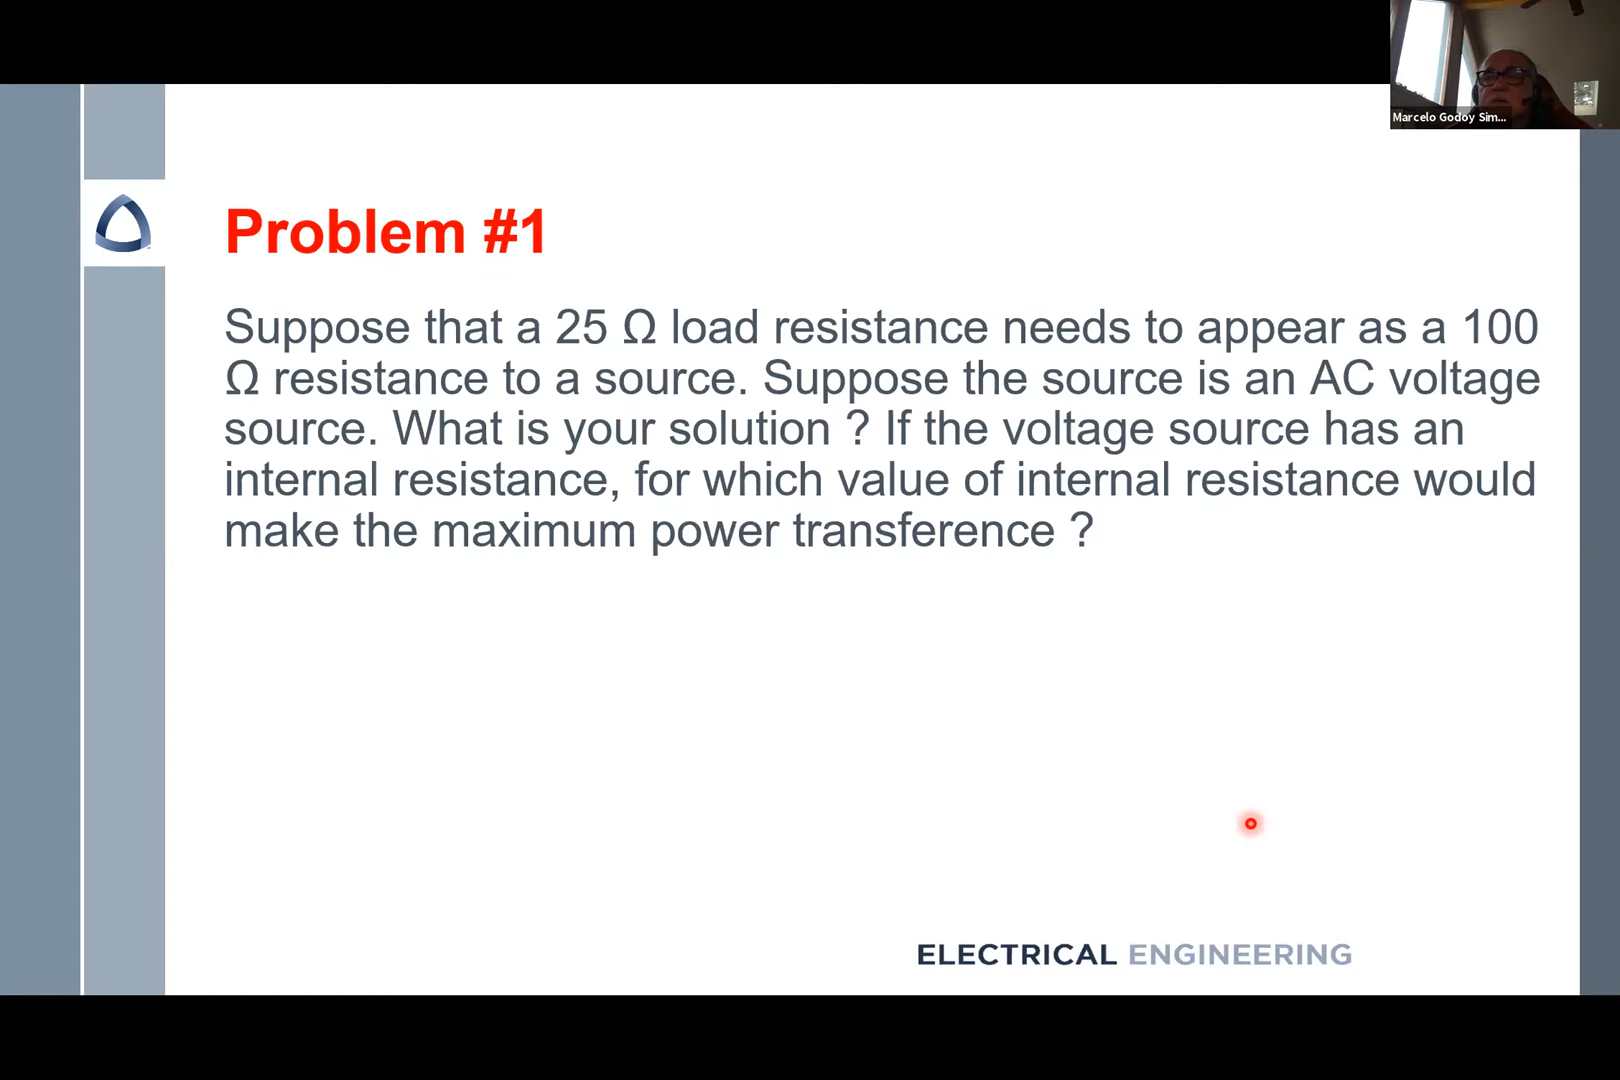 Marcelo Godoy Sim...
Problem #1
Suppose that a 25 Ω load resistance needs to appear as a 100
Ω resistance to a source. Suppose the source is an AC voltage
source. What is your solution ? If the voltage source has an
internal resistance, for which value of internal resistance would
make the maximum power transference ?
ELECTRICAL ENGINEERING